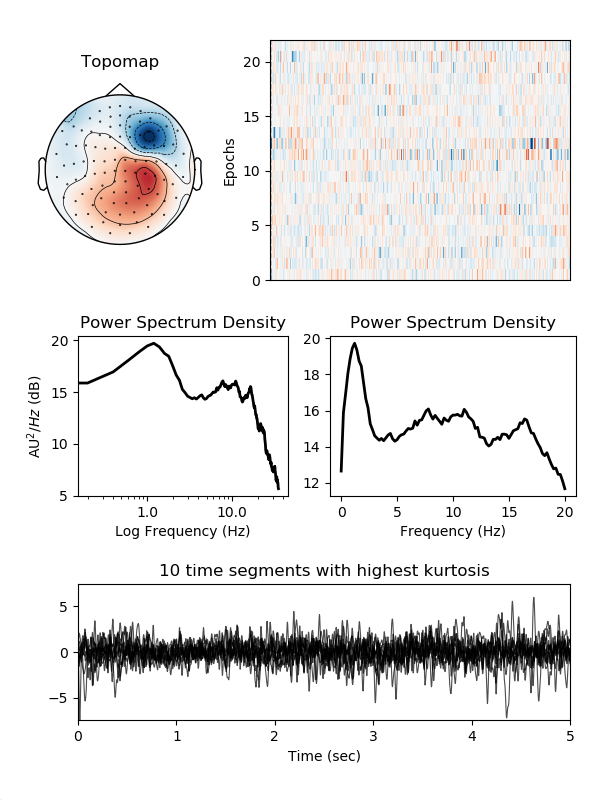 Topomap
Epochs
20
15
10
5
0
Power Spectrum Density
AU²/Hz (dB)
20
15
10
5
1.0 10.0
Log Frequency (Hz)
Power Spectrum Density
20
18
16
14
12
0 5 10 15 20
Frequency (Hz)
10 time segments with highest kurtosis
5
0
−5
0 1 2 3 4 5
Time (sec)